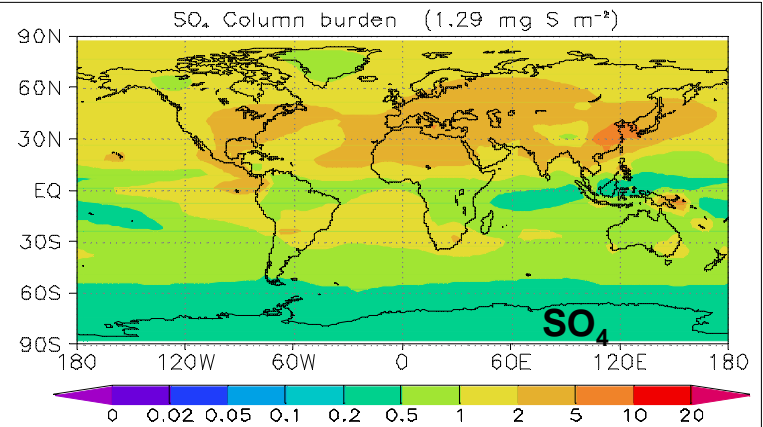 SO₄ Column burden (1.29 mg S m⁻²)
90N
60N
30N
EQ
30S
60S
90S
SO₄
180 120W 60W 0 60E 120E 180
0 0.02 0.05 0.1 0.2 0.5 1 2 5 10 20